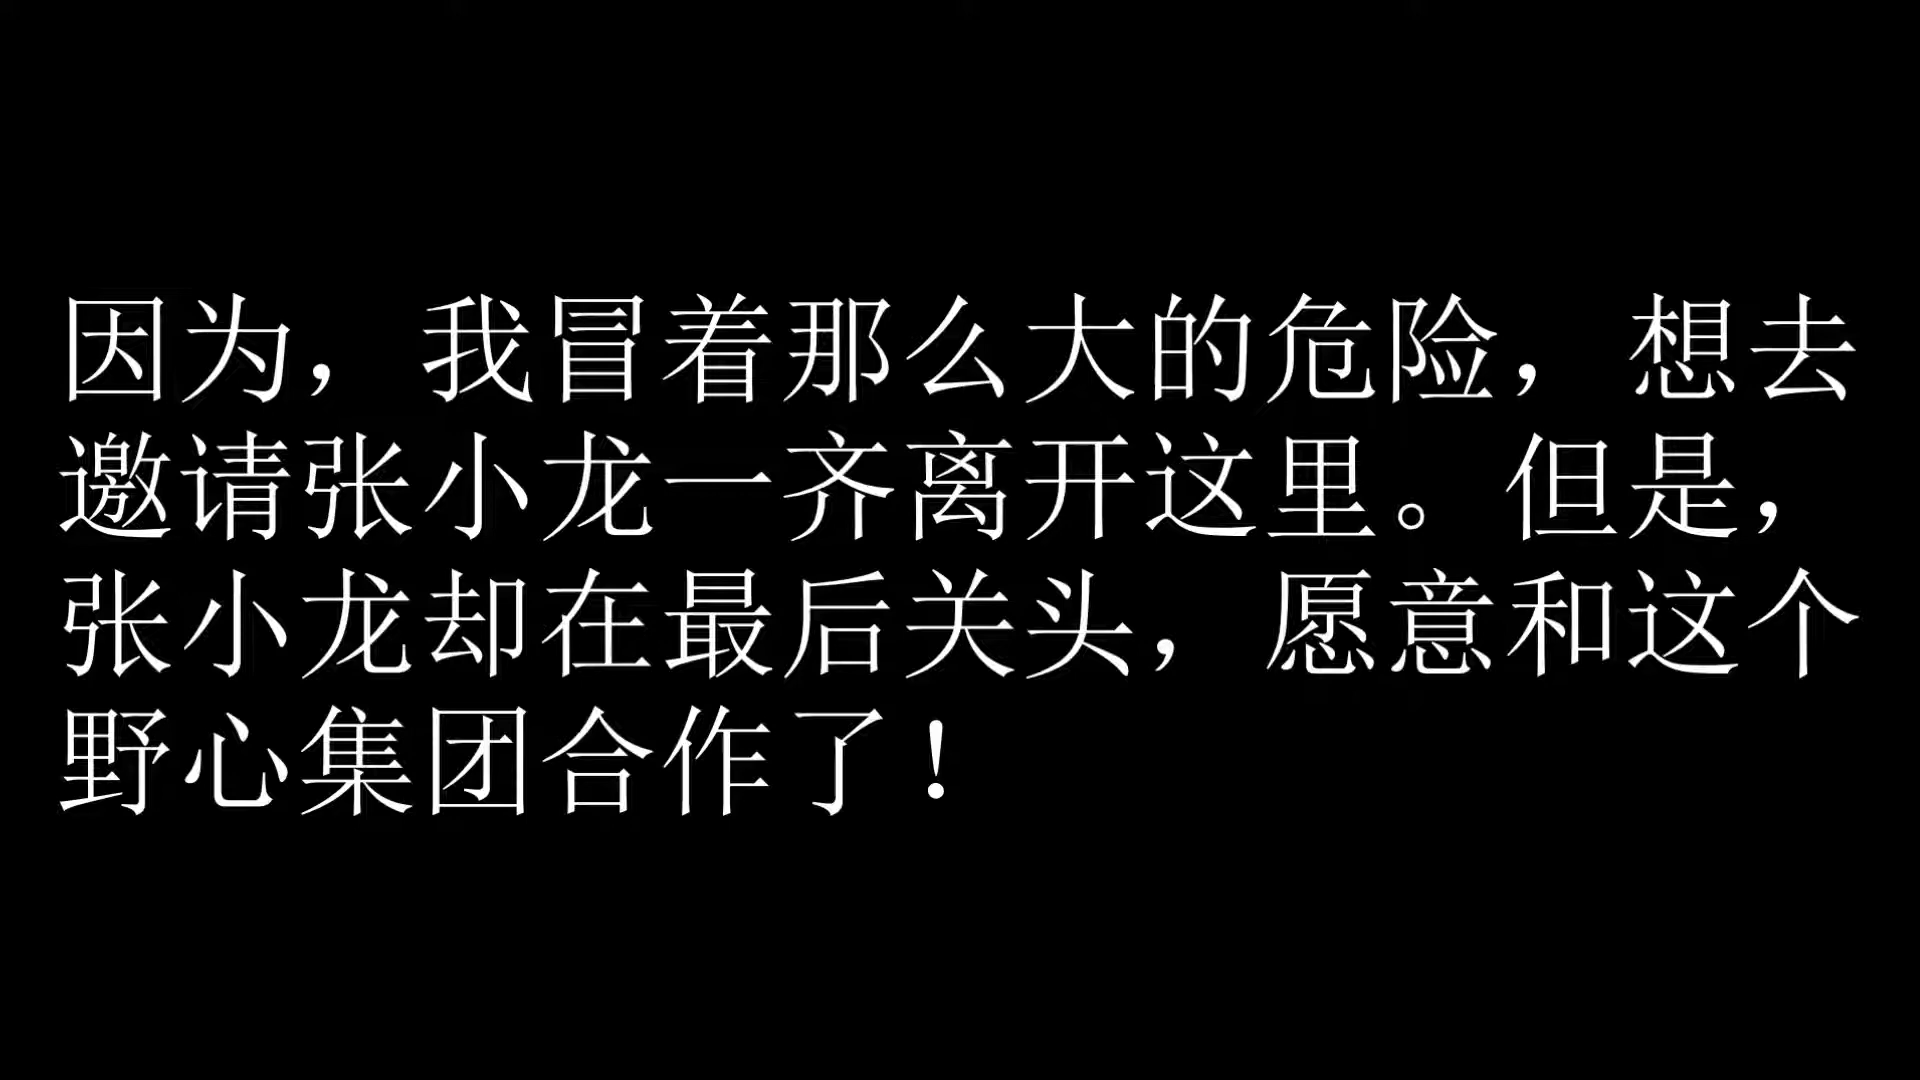 因为，我冒着那么大的危险，想去
邀请张小龙一齐离开这里。但是，
张小龙却在最后关头，愿意和这个
野心集团合作了！